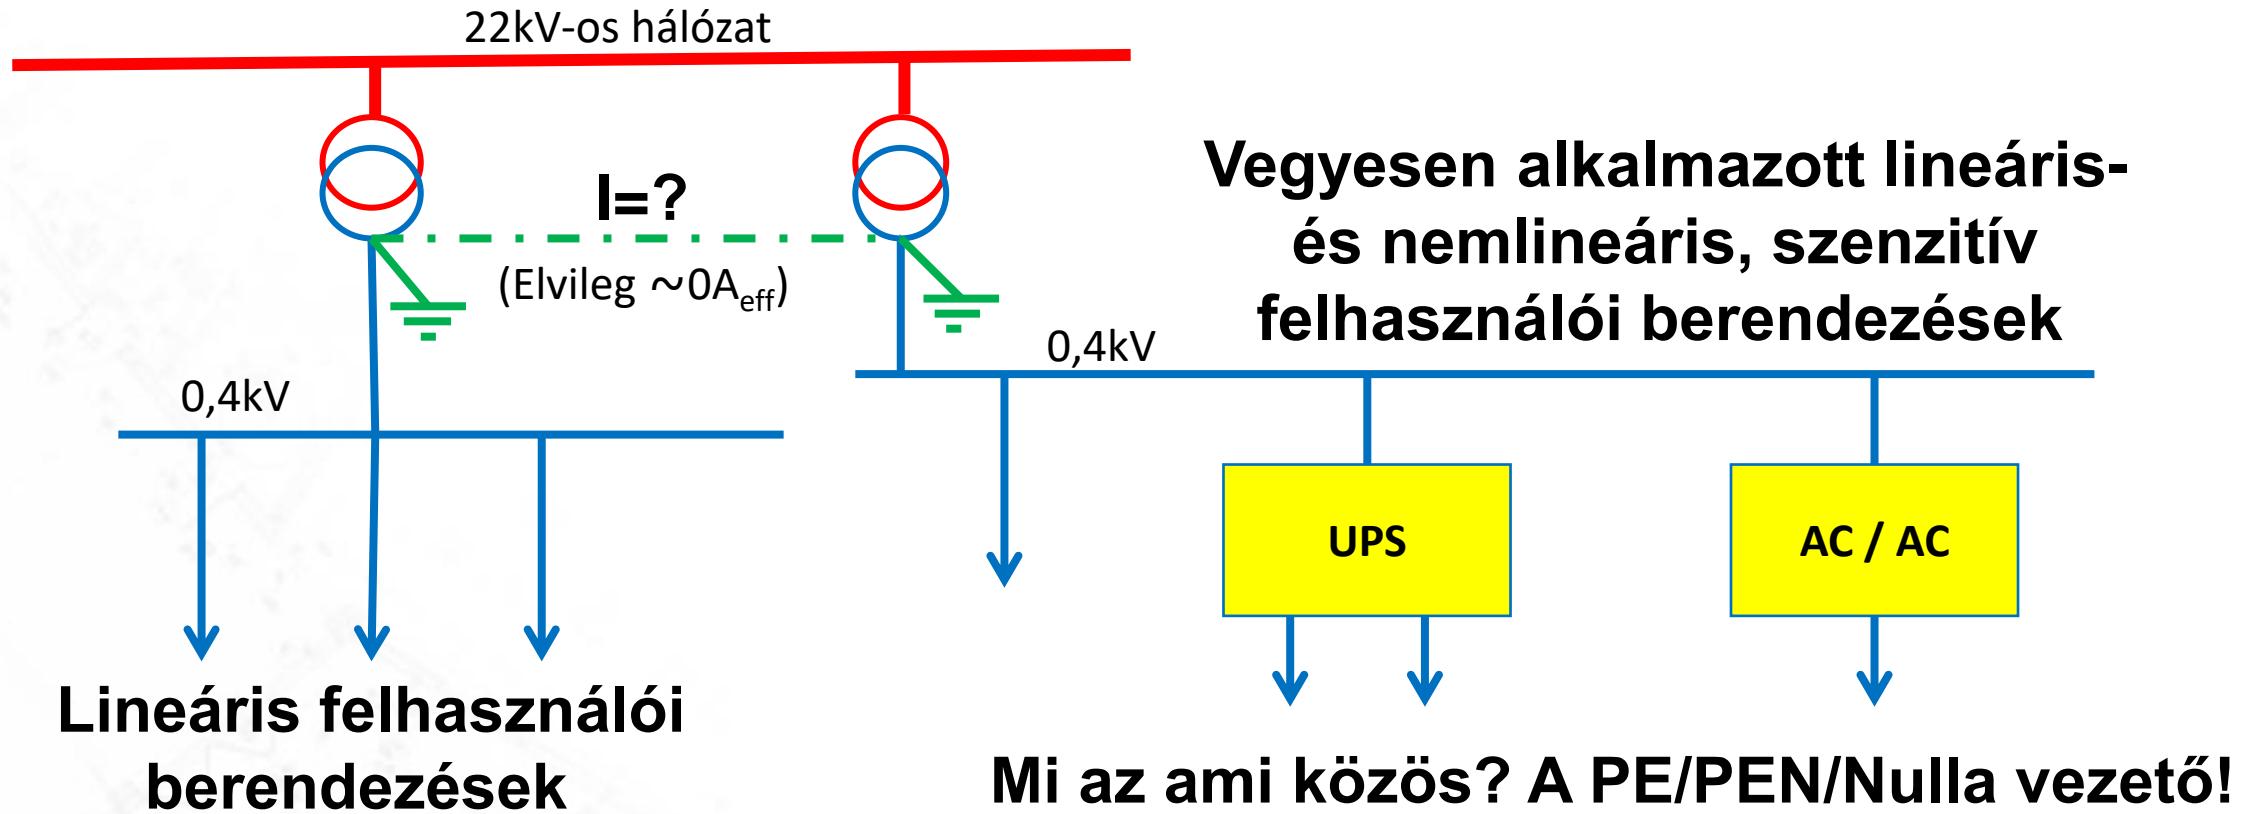 22kV-os hálózat
I=?
(Elvileg ~0Aeff)
Vegyesen alkalmazott lineáris-
és nemlineáris, szenzitív
felhasználói berendezések
0,4kV
0,4kV
UPS
AC / AC
Lineáris felhasználói
berendezések
Mi az ami közös? A PE/PEN/Nulla vezető!